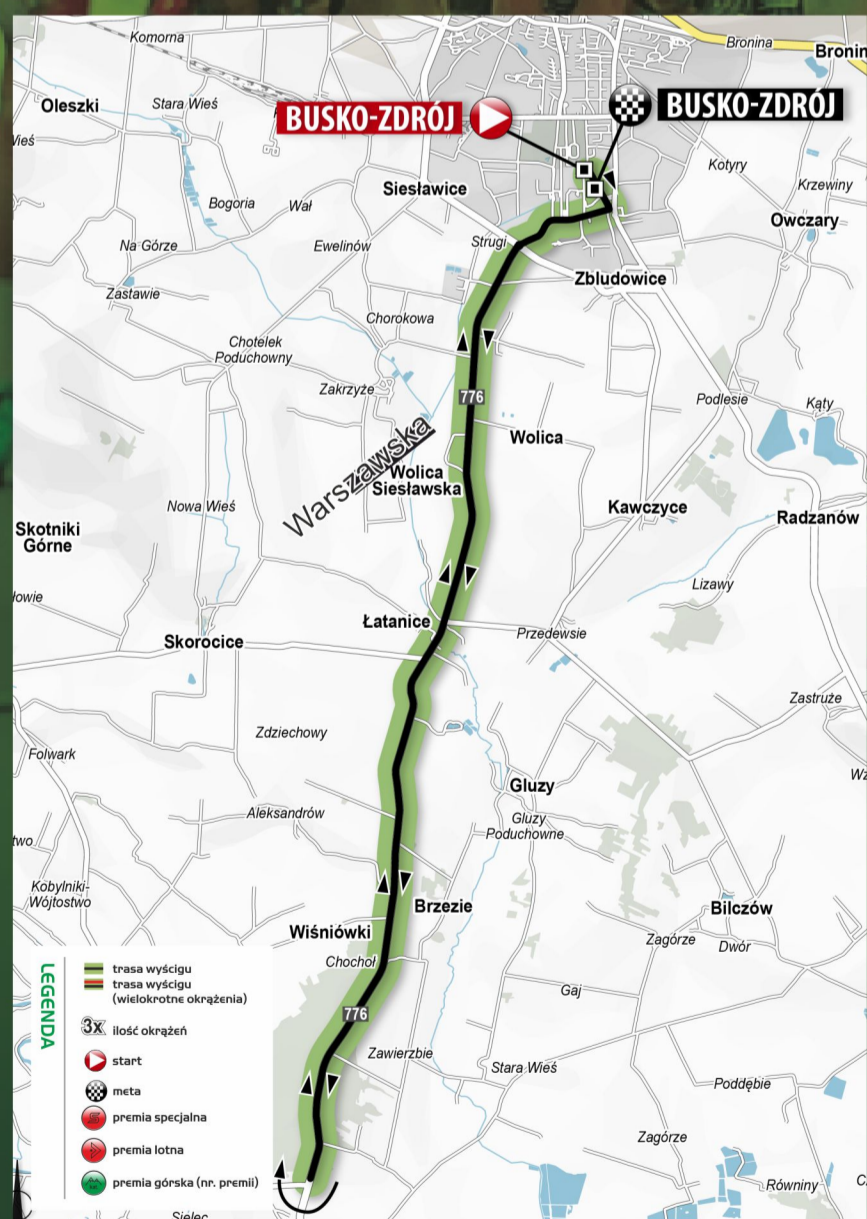 Komorna
Bronina
Oleszki
Stara Wieś
BUSKO-ZDRÓJ
BUSKO-ZDRÓJ
Siesławice
Kotyry
Krzewiny
Bogoria
Wał
Owczary
Na Górze
Ewelinów
Strugi
Zbludowice
Zastawie
Chorokowa
Chotelek
Poduchowny
Zakrzyże
776
Podlesie
Kąty
Warszawska
Wolica
Wolica
Siesławska
Nowa Wieś
Kawczyce
Radzanów
Skotniki
Górne
Lizawy
Łatanice
Przedewsie
Skorocice
Zastruże
Zdziechowy
Folwark
Gluzy
Aleksandrów
Gluzy
Poduchowne
Kobylniki-
Wójtostwo
Brzezie
Bilczów
Wiśniówki
Zagórze
Dwór
Chochoł
Gaj
776
Zawierzbie
Stara Wieś
Poddębie
Zagórze
Równiny
Sielec
LEGENDA
trasa wyścigu
trasa wyścigu
(wielokrotne okrążenia)
3x ilość okrążeń
start
meta
S premia specjalna
premia lotna
premia górska (nr. premii)